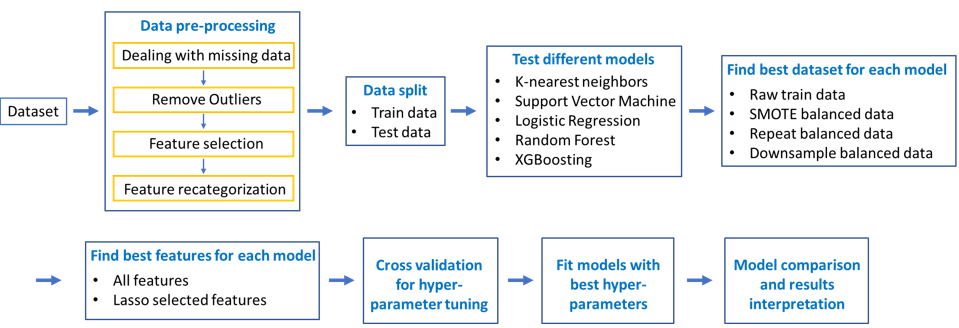 Dataset
Data pre-processing
Dealing with missing data
Remove Outliers
Feature selection
Feature recategorization
Data split
• Train data
• Test data
Test different models
• K-nearest neighbors
• Support Vector Machine
• Logistic Regression
• Random Forest
• XGBoosting
Find best dataset for each model
• Raw train data
• SMOTE balanced data
• Repeat balanced data
• Downsample balanced data
Find best features for each model
• All features
• Lasso selected features
Cross validation
for hyper-
parameter tuning
Fit models with
best hyper-
parameters
Model comparison
and results
interpretation